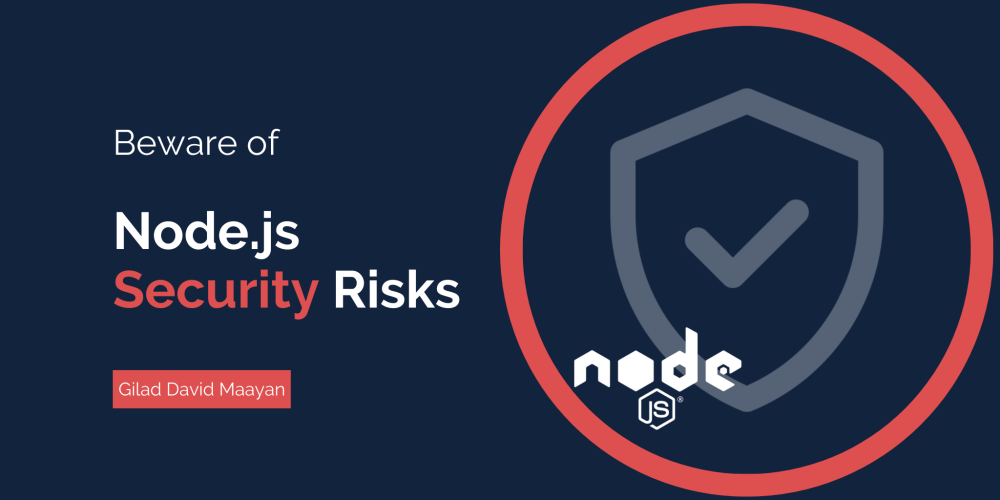 Beware of
Node.js
Security Risks
Gilad David Maayan
node
JS®